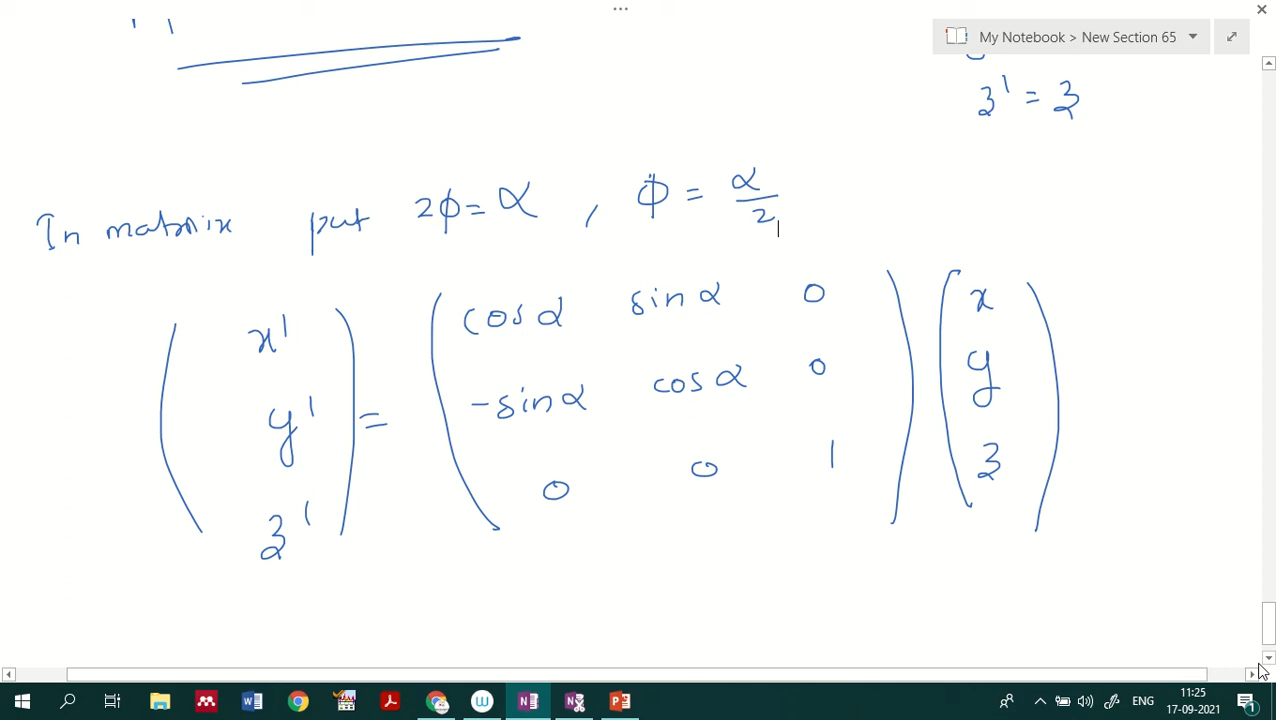 My Notebook > New Section 65
z' = z
In matrix put 2φ = α , φ = α/2
( x' ) = ( cos α sin α 0 ) ( x )
( y' ) ( -sin α cos α 0 ) ( y )
( z' ) ( 0 0 1 ) ( z )
ENG
11:25
17-09-2021